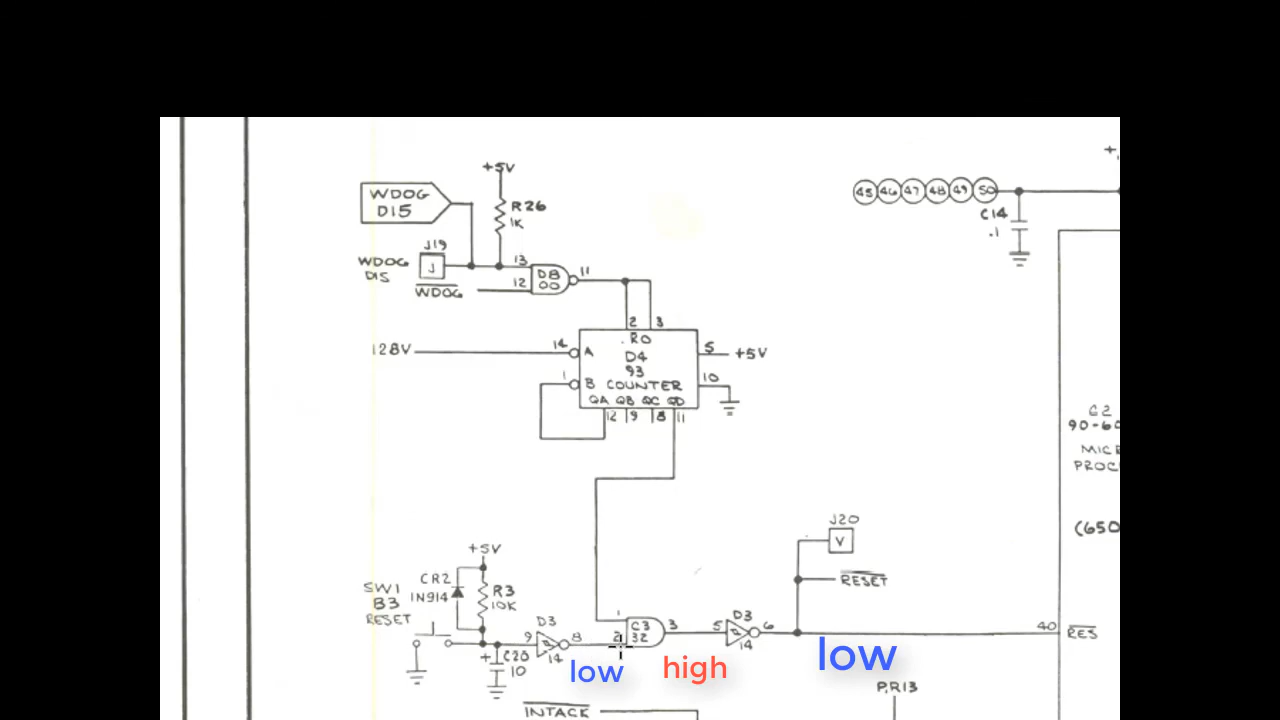 +5V
WDOG
DIS
R26
1K
J19
WDOG
DIS
J
13
12
WDOG
D8
00
11
2 3
RO
128V
14
A
D4
93
5
+5V
1
B COUNTER
10
QA QB QC QD
12 9 8 11
45 46 47 48 49 50
C14
.1
+5V
CR2
1N914
R3
10K
SW1
B3
RESET
9
D3
8
14
+
C20
10
1
2
C3
32
3
5
D3
6
14
J20
V
RESET
40
RES
low
high
low
P,R13
INTACK